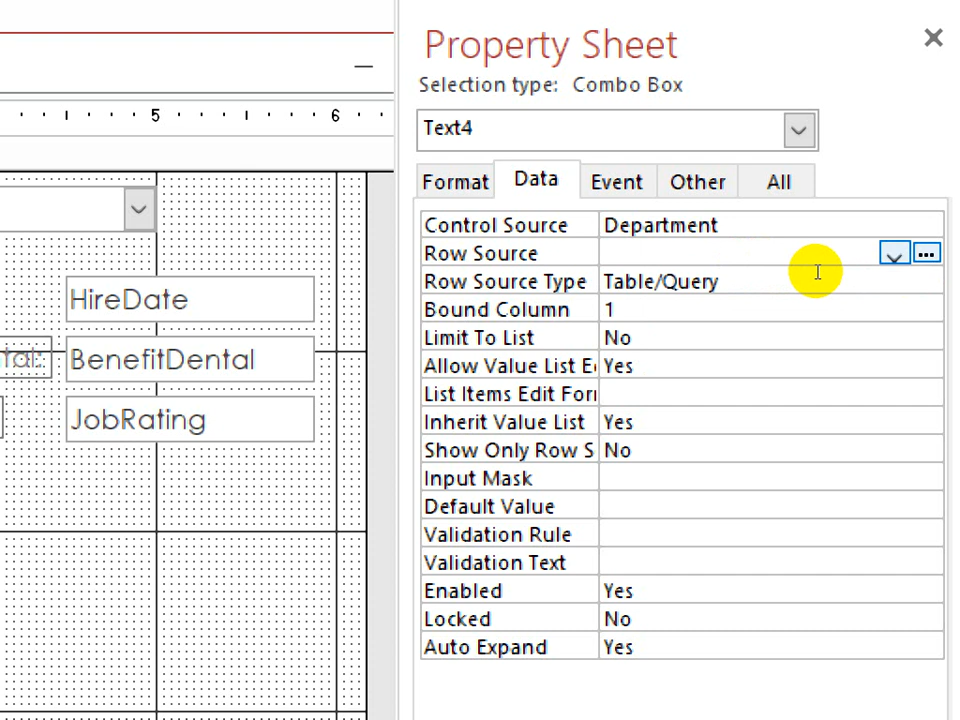 Property Sheet
Selection type: Combo Box
Text4
Format Data Event Other All
5 6
Control Source Department
Row Source
HireDate
Row Source Type Table/Query
Bound Column 1
Limit To List No
tal: BenefitDental
Allow Value List E Yes
List Items Edit For
JobRating
Inherit Value List Yes
Show Only Row S No
Input Mask
Default Value
Validation Rule
Validation Text
Enabled Yes
Locked No
Auto Expand Yes